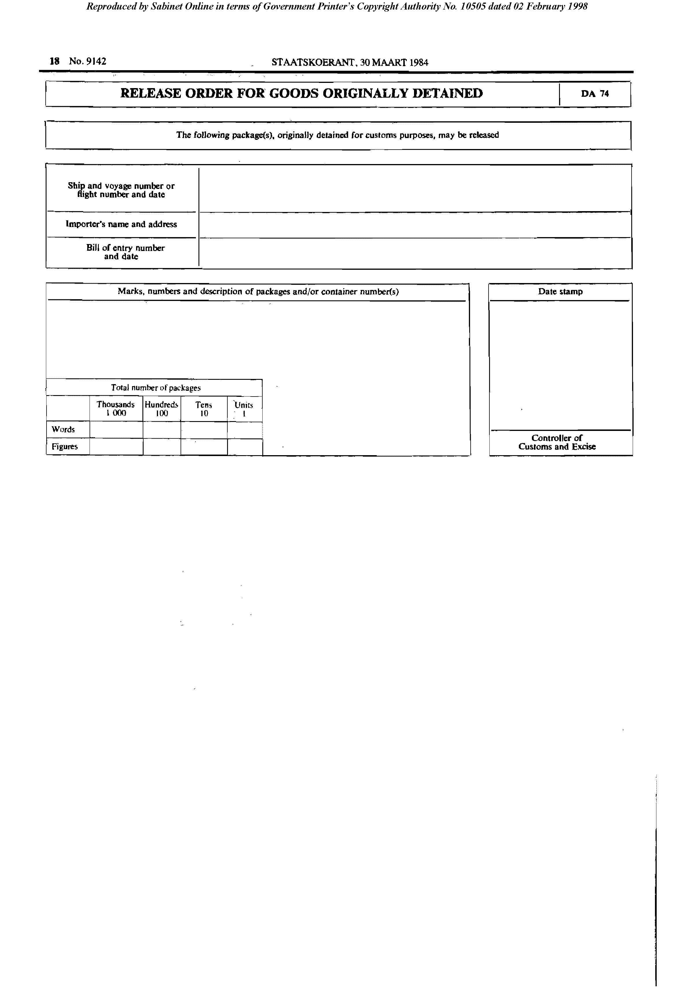 Reproduced by Sabinet Online in terms of Government Printer's Copyright Authority No. 10505 dated 02 February 1998
18 No. 9142 STAATSKOERANT, 30 MAART 1984
RELEASE ORDER FOR GOODS ORIGINALLY DETAINED DA 74
The following package(s), originally detained for customs purposes, may be released
Ship and voyage number or
flight number and date
Importer's name and address
Bill of entry number
and date
Marks, numbers and description of packages and/or container number(s)
Date stamp
Total number of packages
Thousands Hundreds Tens Units
1 000 100 10 1
Words
Figures
Controller of
Customs and Excise